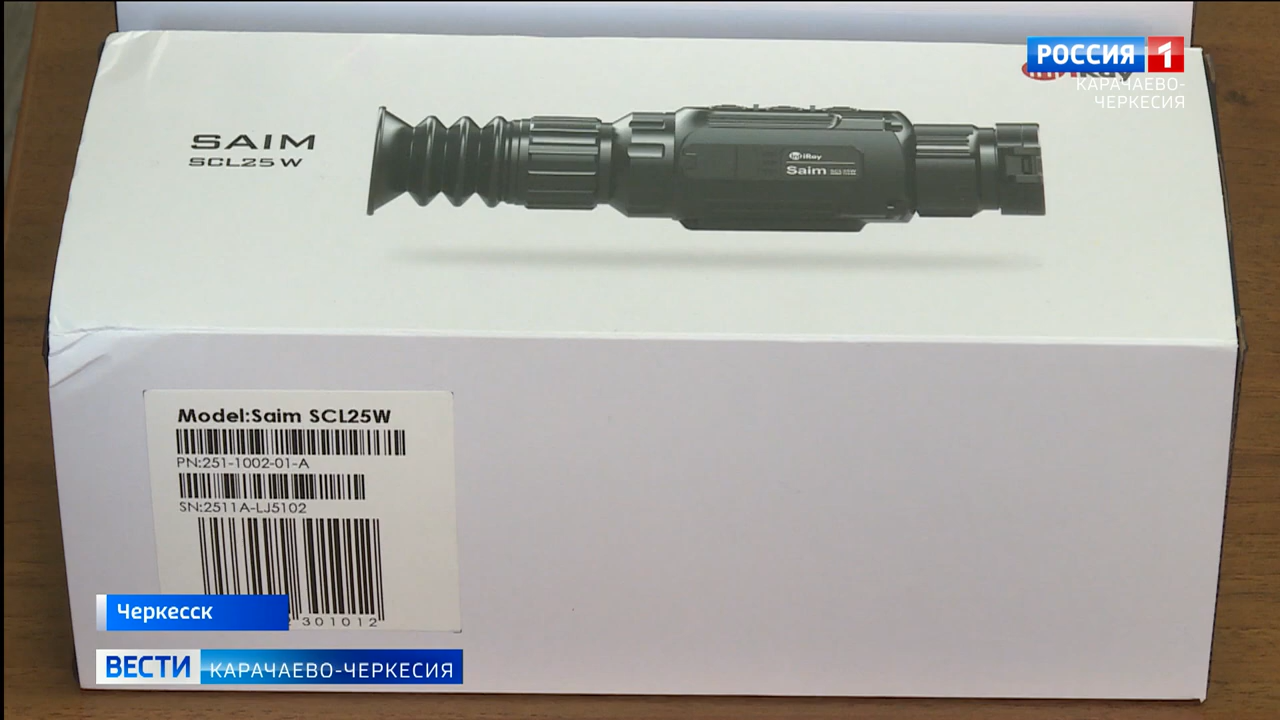 РОССИЯ 1
КАРАЧАЕВО-
ЧЕРКЕСИЯ
SAIM
SCL25W
iRay
Saim
Model:Saim SCL25W
PN:251-1002-01-A
SN:2511A-LJ5102
301012
Черкесск
ВЕСТИ КАРАЧАЕВО-ЧЕРКЕСИЯ